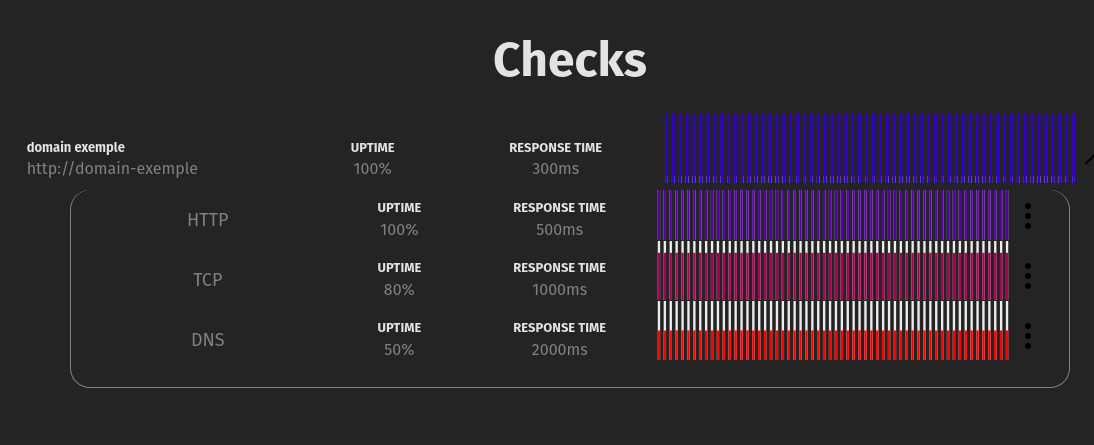 Checks
domain exemple UPTIME RESPONSE TIME
http://domain-exemple 100% 300ms
HTTP UPTIME RESPONSE TIME
100% 500ms
TCP UPTIME RESPONSE TIME
80% 1000ms
DNS UPTIME RESPONSE TIME
50% 2000ms